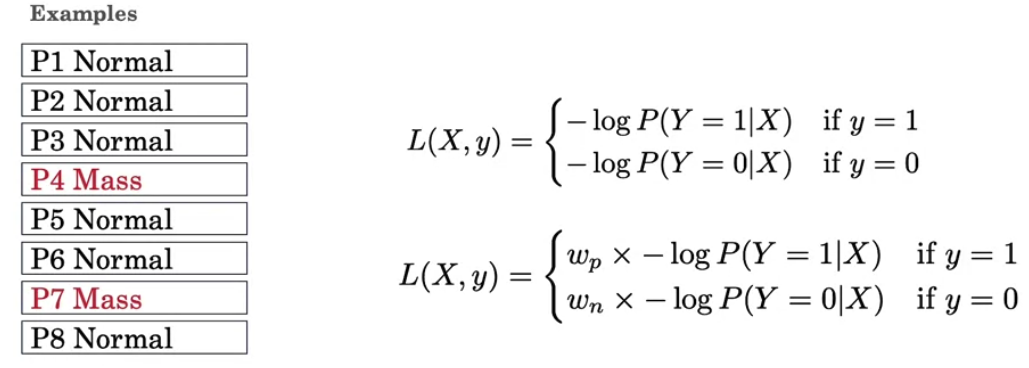 Examples
P1 Normal
P2 Normal
P3 Normal
P4 Mass
P5 Normal
P6 Normal
P7 Mass
P8 Normal
L(X, y) = { − log P(Y = 1|X) if y = 1
− log P(Y = 0|X) if y = 0
L(X, y) = { w_p × − log P(Y = 1|X) if y = 1
w_n × − log P(Y = 0|X) if y = 0